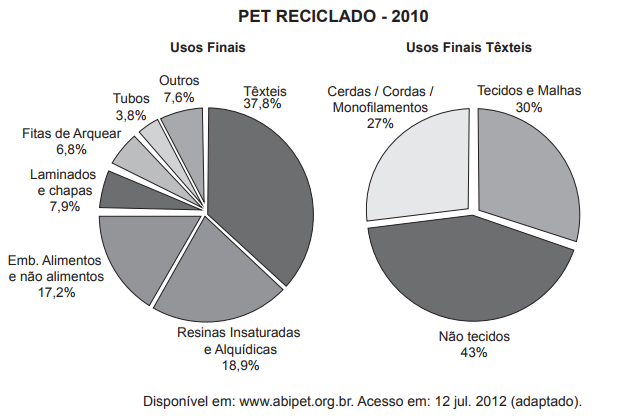 PET RECICLADO - 2010
Usos Finais
Têxteis
37,8%
Outros
7,6%
Tubos
3,8%
Fitas de Arquear
6,8%
Laminados
e chapas
7,9%
Emb. Alimentos
e não alimentos
17,2%
Resinas Insaturadas
e Alquídicas
18,9%
Usos Finais Têxteis
Cerdas / Cordas /
Monofilamentos
27%
Tecidos e Malhas
30%
Não tecidos
43%
Disponível em: www.abipet.org.br. Acesso em: 12 jul. 2012 (adaptado).